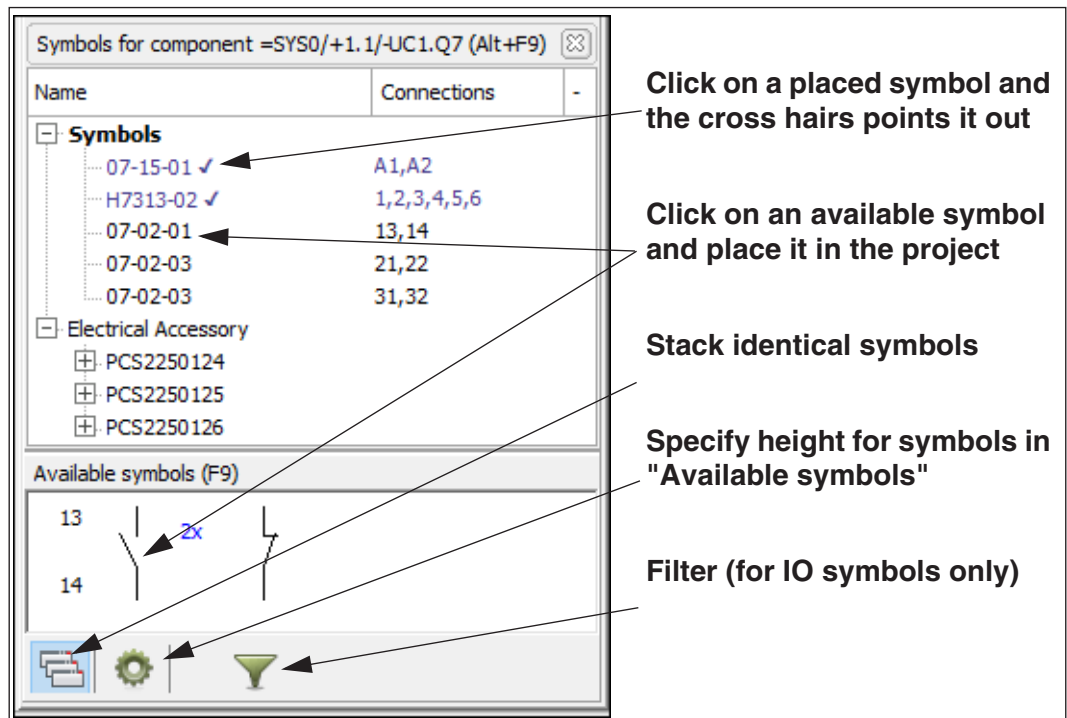 Symbols for component =SYS0/+1.1/-UC1.Q7 (Alt+F9)
Name Connections -
Symbols
07-15-01 ✓ A1,A2
H7313-02 ✓ 1,2,3,4,5,6
07-02-01 13,14
07-02-03 21,22
07-02-03 31,32
Electrical Accessory
PCS2250124
PCS2250125
PCS2250126
Available symbols (F9)
13
2x
14
Click on a placed symbol and
the cross hairs points it out
Click on an available symbol
and place it in the project
Stack identical symbols
Specify height for symbols in
"Available symbols"
Filter (for IO symbols only)